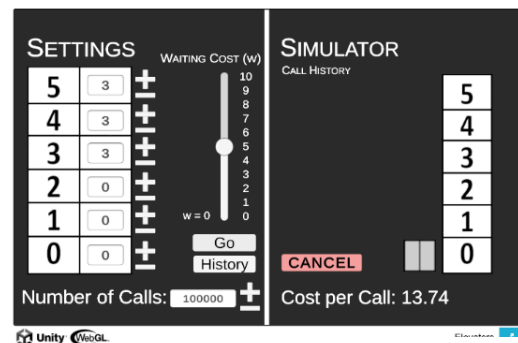 SETTINGS
WAITING COST (W)
5 3
4 3
3 3
2 0
1 0
0 0
10
9
8
7
6
5
4
3
2
1
0
w = 0
Go
History
Number of Calls: 100000
SIMULATOR
CALL HISTORY
5
4
3
2
1
0
CANCEL
Cost per Call: 13.74
Unity WebGL
Elevators